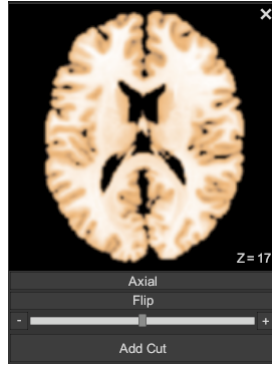 ×
Z = 17
Axial
Flip
- +
Add Cut